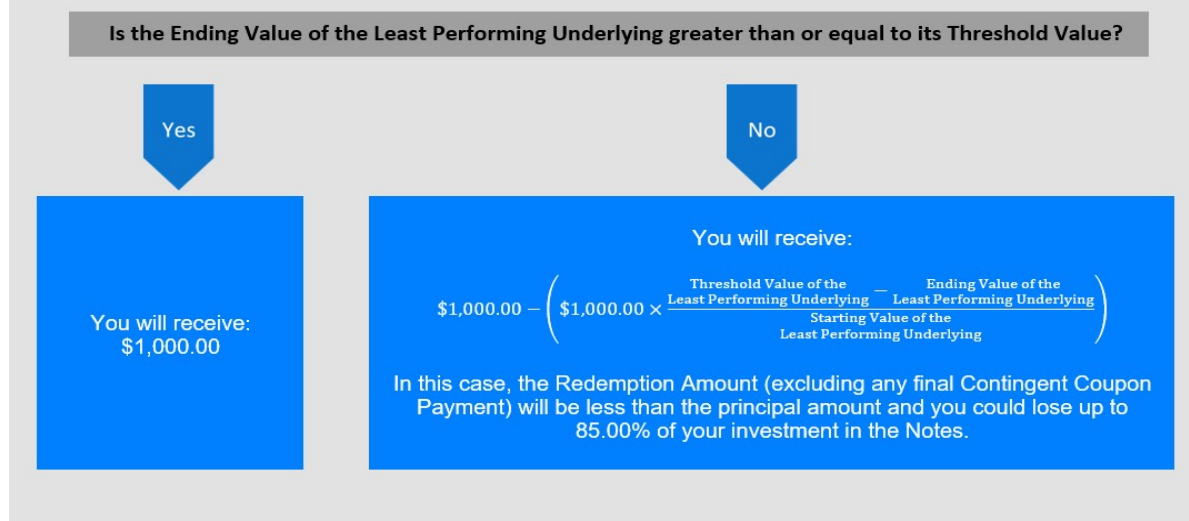 Is the Ending Value of the Least Performing Underlying greater than or equal to its Threshold Value?
Yes
No
You will receive:
$1,000.00
You will receive:
$1,000.00 − ( $1,000.00 × 
Threshold Value of the
Least Performing Underlying
−
Ending Value of the
Least Performing Underlying
Starting Value of the
Least Performing Underlying
)
In this case, the Redemption Amount (excluding any final Contingent Coupon
Payment) will be less than the principal amount and you could lose up to
85.00% of your investment in the Notes.